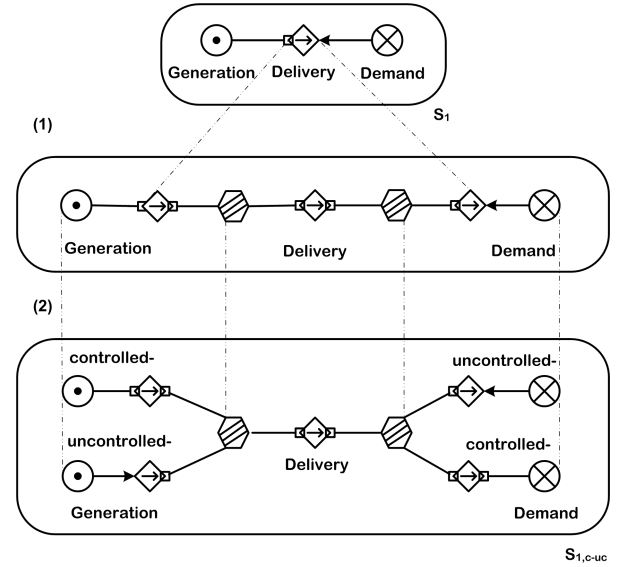 Generation Delivery Demand
S1
(1)
Generation Delivery Demand
(2)
controlled- uncontrolled-
uncontrolled- controlled-
Delivery
Generation Demand
S1,c-uc